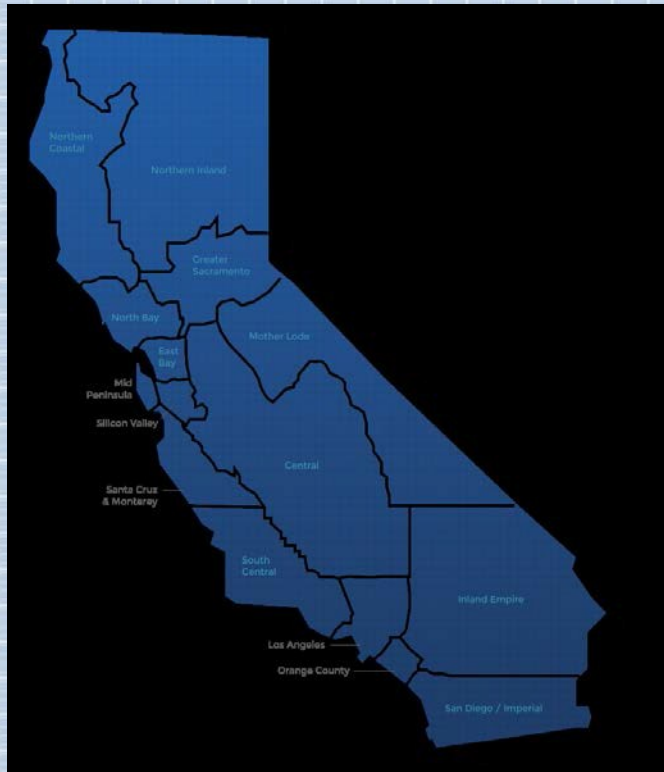 Northern
Coastal
Northern Inland
Greater
Sacramento
North Bay
Mother Lode
East
Bay
Mid
Peninsula
Silicon Valley
Central
Santa Cruz
& Monterey
South
Central
Inland Empire
Los Angeles
Orange County
San Diego / Imperial